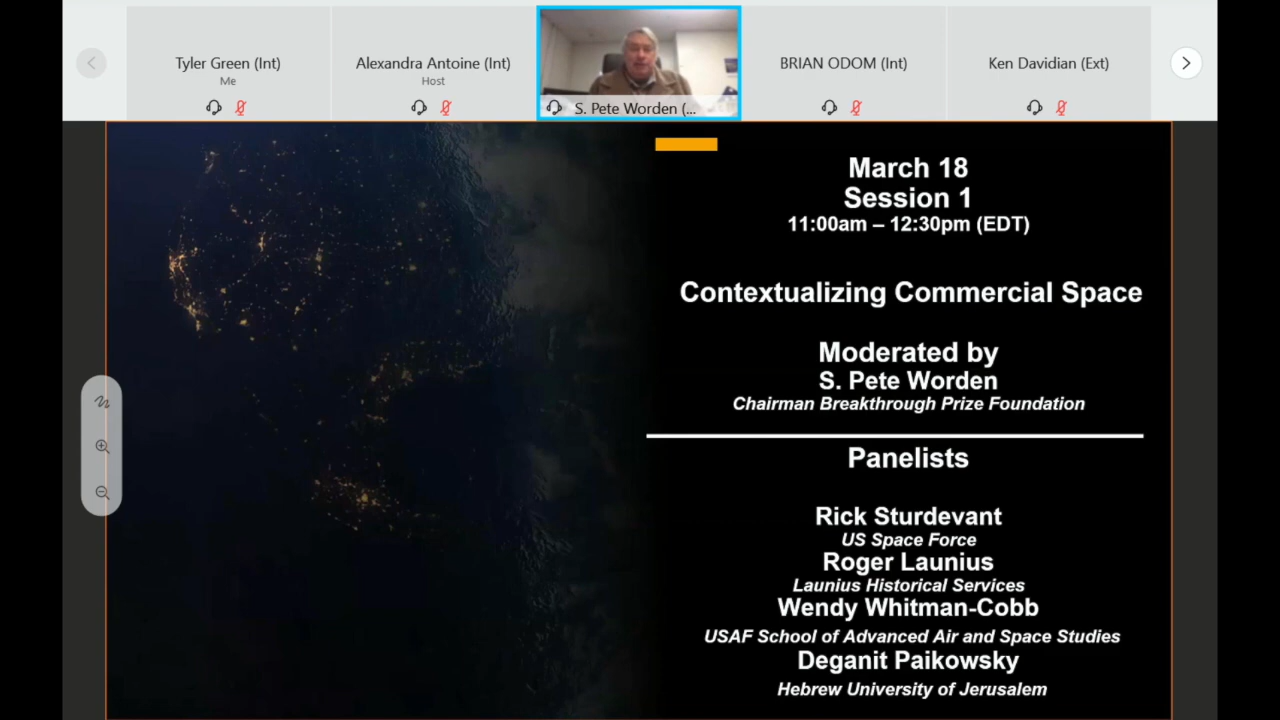 Tyler Green (Int)
Me
Alexandra Antoine (Int)
Host
S. Pete Worden (...
BRIAN ODOM (Int)
Ken Davidian (Ext)
March 18
Session 1
11:00am – 12:30pm (EDT)
Contextualizing Commercial Space
Moderated by
S. Pete Worden
Chairman Breakthrough Prize Foundation
Panelists
Rick Sturdevant
US Space Force
Roger Launius
Launius Historical Services
Wendy Whitman-Cobb
USAF School of Advanced Air and Space Studies
Deganit Paikowsky
Hebrew University of Jerusalem